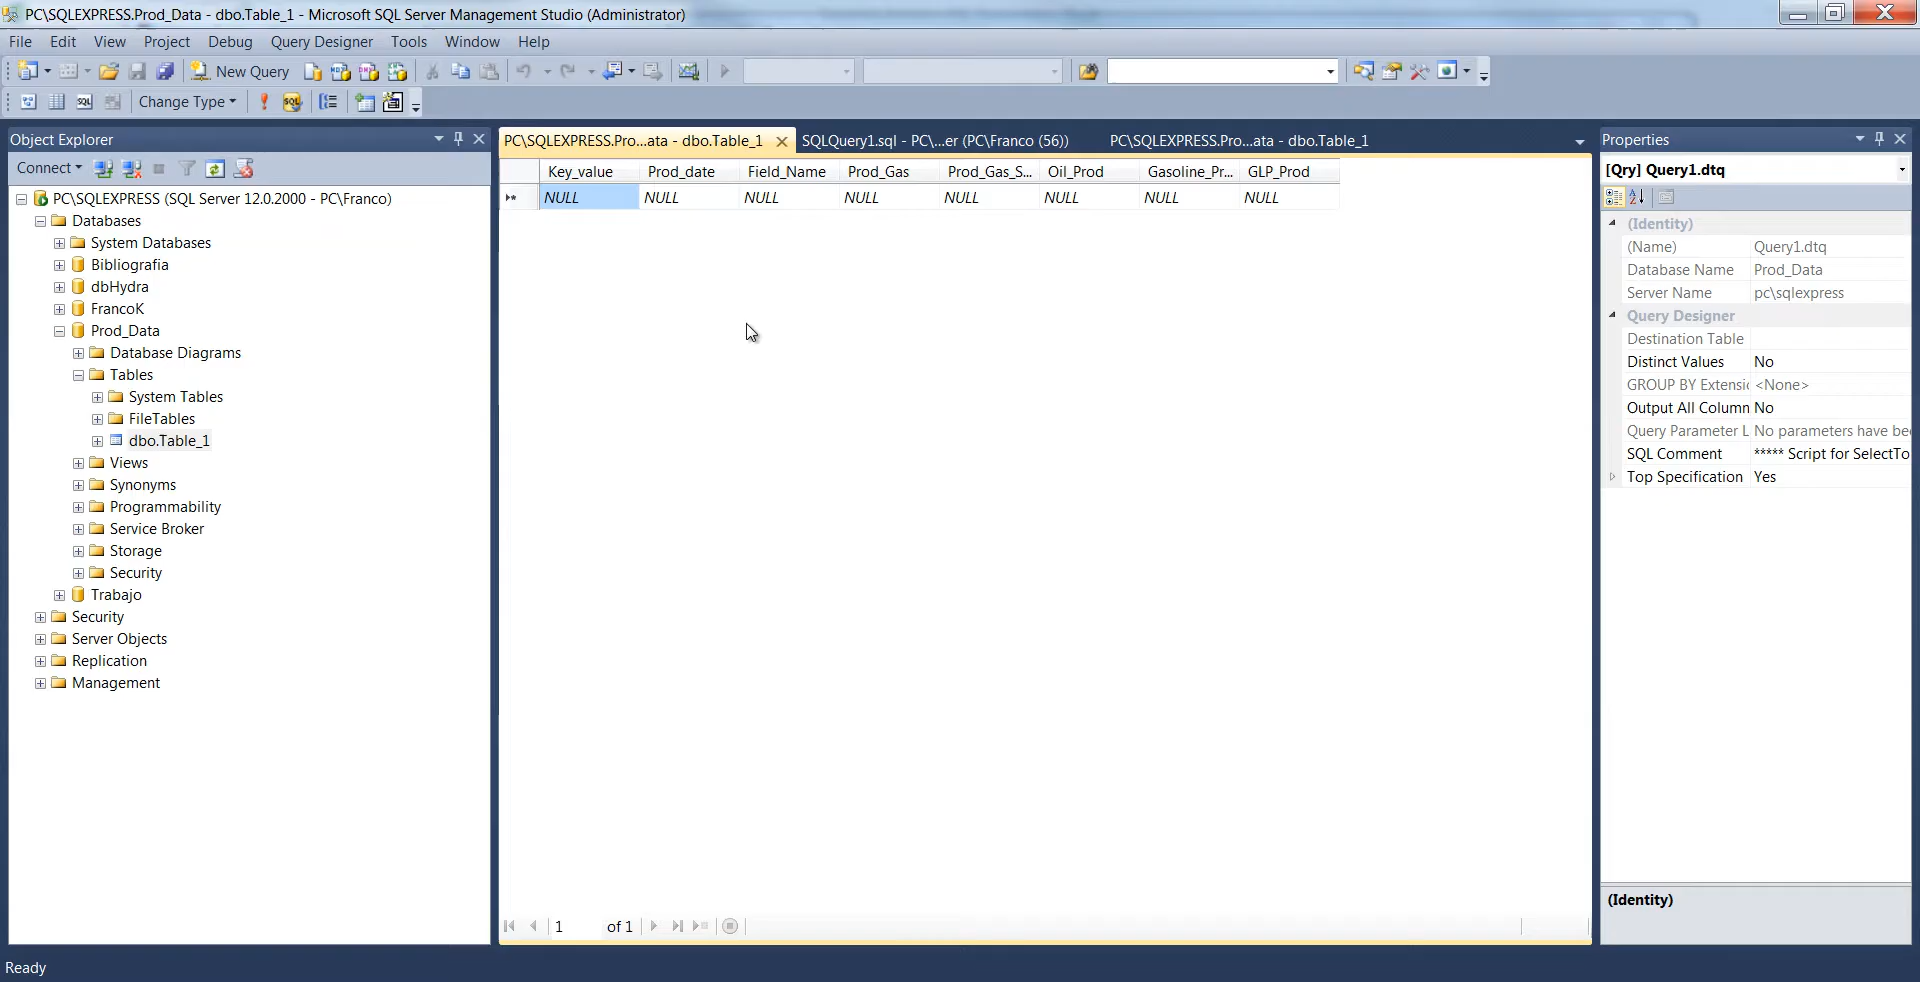 PC\SQLEXPRESS.Prod_Data - dbo.Table_1 - Microsoft SQL Server Management Studio (Administrator)
File Edit View Project Debug Query Designer Tools Window Help
New Query
SQL Change Type SQL
Object Explorer
Connect
PC\SQLEXPRESS (SQL Server 12.0.2000 - PC\Franco)
Databases
System Databases
Bibliografia
dbHydra
FrancoK
Prod_Data
Database Diagrams
Tables
System Tables
FileTables
dbo.Table_1
Views
Synonyms
Programmability
Service Broker
Storage
Security
Trabajo
Security
Server Objects
Replication
Management
PC\SQLEXPRESS.Pro...ata - dbo.Table_1 SQLQuery1.sql - PC\...er (PC\Franco (56)) PC\SQLEXPRESS.Pro...ata - dbo.Table_1
Key_value Prod_date Field_Name Prod_Gas Prod_Gas_S... Oil_Prod Gasoline_Pr... GLP_Prod
NULL NULL NULL NULL NULL NULL NULL NULL
1 of 1
Properties
[Qry] Query1.dtq
(Identity)
(Name) Query1.dtq
Database Name Prod_Data
Server Name pc\sqlexpress
Query Designer
Destination Table
Distinct Values No
GROUP BY Extensic <None>
Output All Column No
Query Parameter L No parameters have bee
SQL Comment ***** Script for SelectTo
Top Specification Yes
(Identity)
Ready